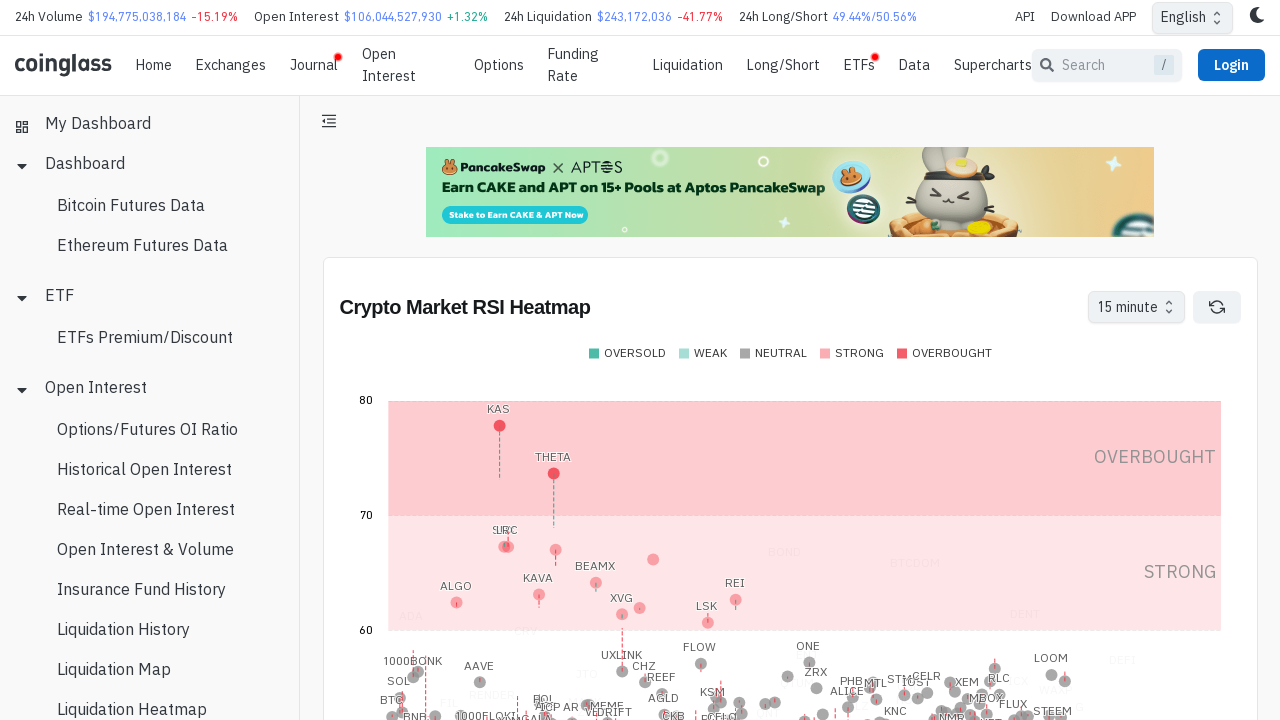 24h Volume $194,775,038,184 -15.19% Open Interest $106,044,527,930 +1.32% 24h Liquidation $243,172,036 -41.77% 24h Long/Short 49.44%/50.56% API Download APP English
coinglass Home Exchanges Journal Open Interest Options Funding Rate Liquidation Long/Short ETFs Data Supercharts Search / Login
My Dashboard
Dashboard
Bitcoin Futures Data
Ethereum Futures Data
ETF
ETFs Premium/Discount
Open Interest
Options/Futures OI Ratio
Historical Open Interest
Real-time Open Interest
Open Interest & Volume
Insurance Fund History
Liquidation History
Liquidation Map
Liquidation Heatmap
PancakeSwap X APTOS
Earn CAKE and APT on 15+ Pools at Aptos PancakeSwap
Stake to Earn CAKE & APT Now
Crypto Market RSI Heatmap 15 minute
OVERSOLD WEAK NEUTRAL STRONG OVERBOUGHT
80
KAS
THETA OVERBOUGHT
70
LRC
BOND
BTCDOM
BEAMX STRONG
KAVA
ALGO REI
XVG
LSK
60
FLOW ONE
UXLINK LOOM
1000BONK AAVE CHZ
SOL REEF ZRX CELR
PHB MTL IOST XEM RLC
ALICE
KSM AGLD MBOX
BTC FLUX
KNC STEEM
BNB 1000FLOKI CKB NMR